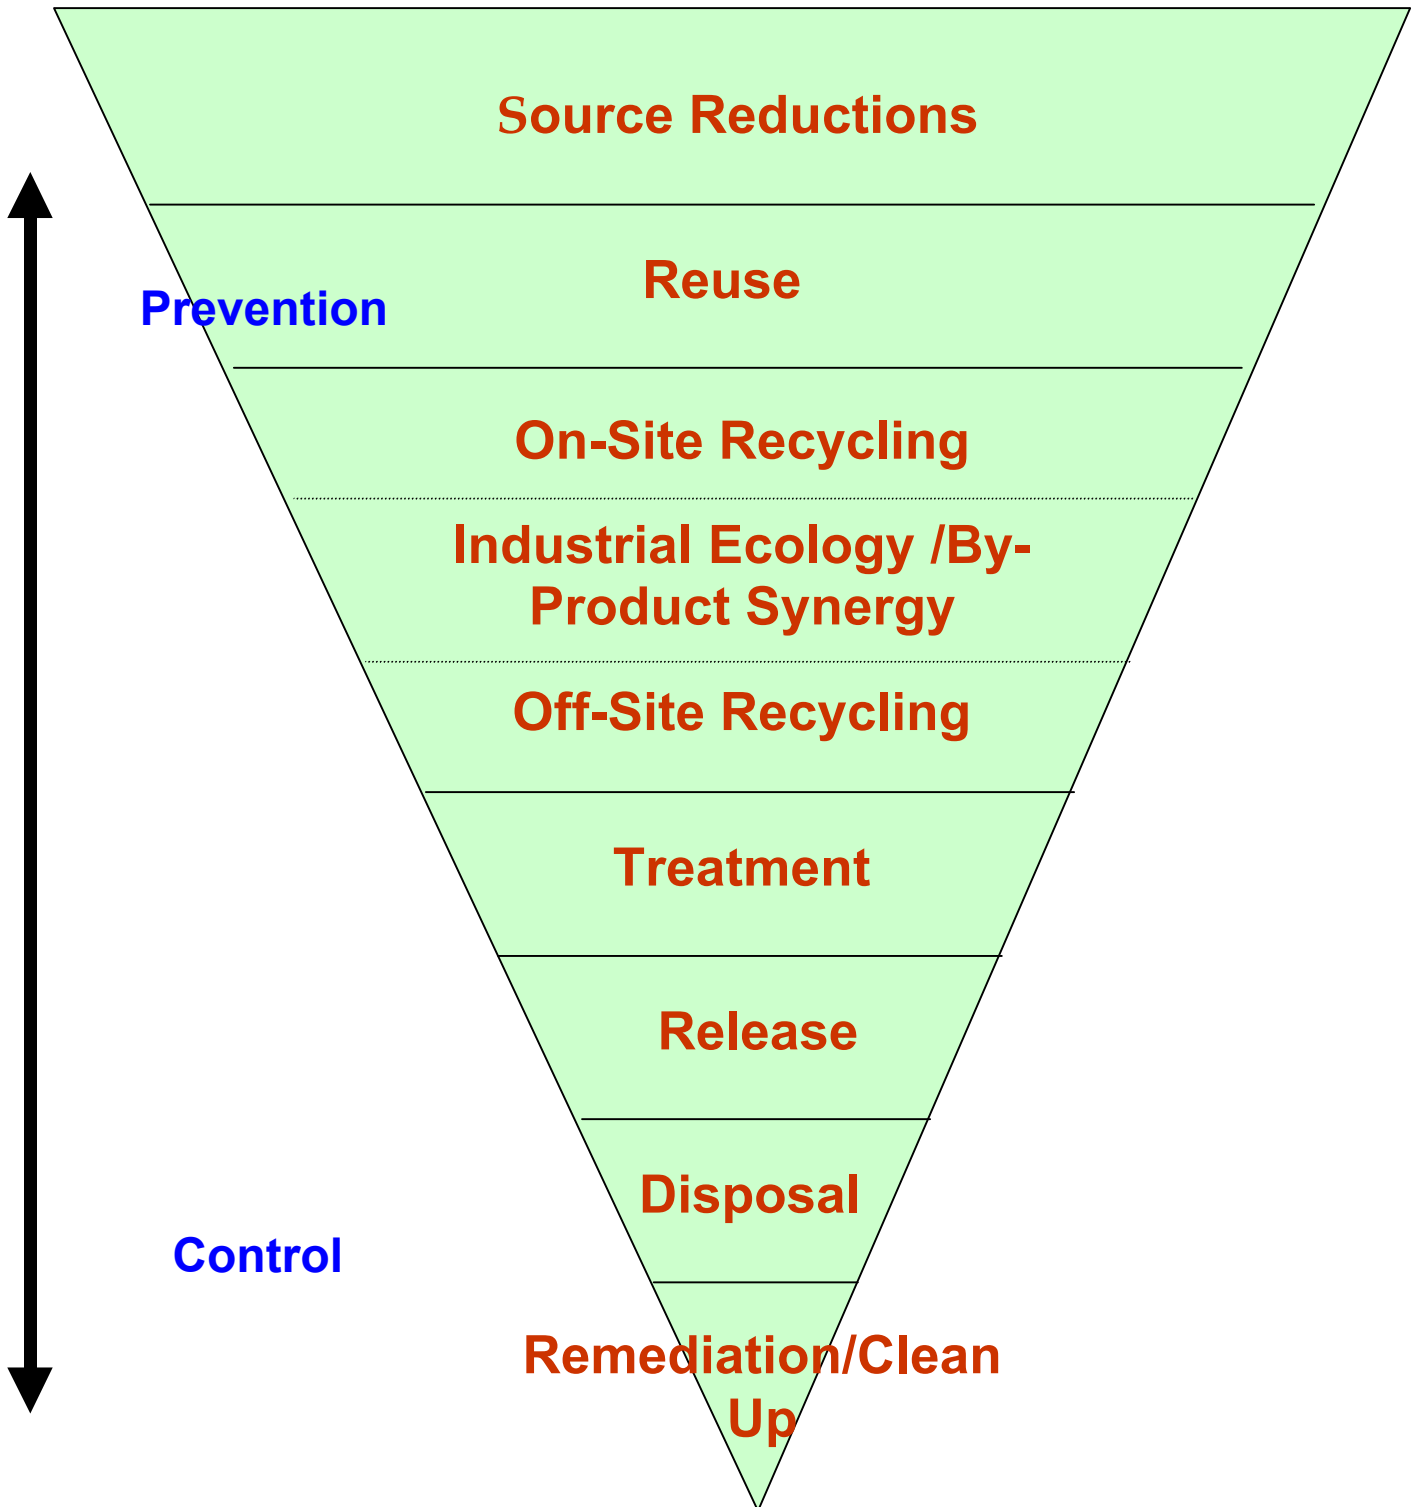 Source Reductions
Reuse
Prevention
On-Site Recycling
Industrial Ecology /By-
Product Synergy
Off-Site Recycling
Treatment
Release
Disposal
Control
Remediation/Clean
Up